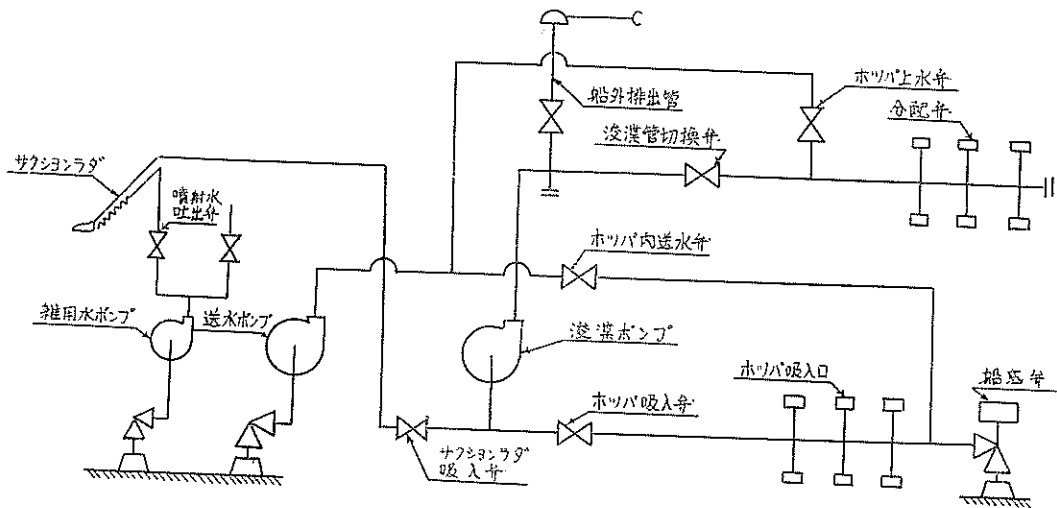 ホツパ上水弁
船外排出管
分配弁
浚渫管切換弁
サクションラダ
噴射水
吐出弁
ホツパ内送水弁
雑用水ポンプ
送水ポンプ
浚渫ポンプ
ホツパ吸入口
船底弁
ホツパ吸入弁
サクションラダ
吸入弁